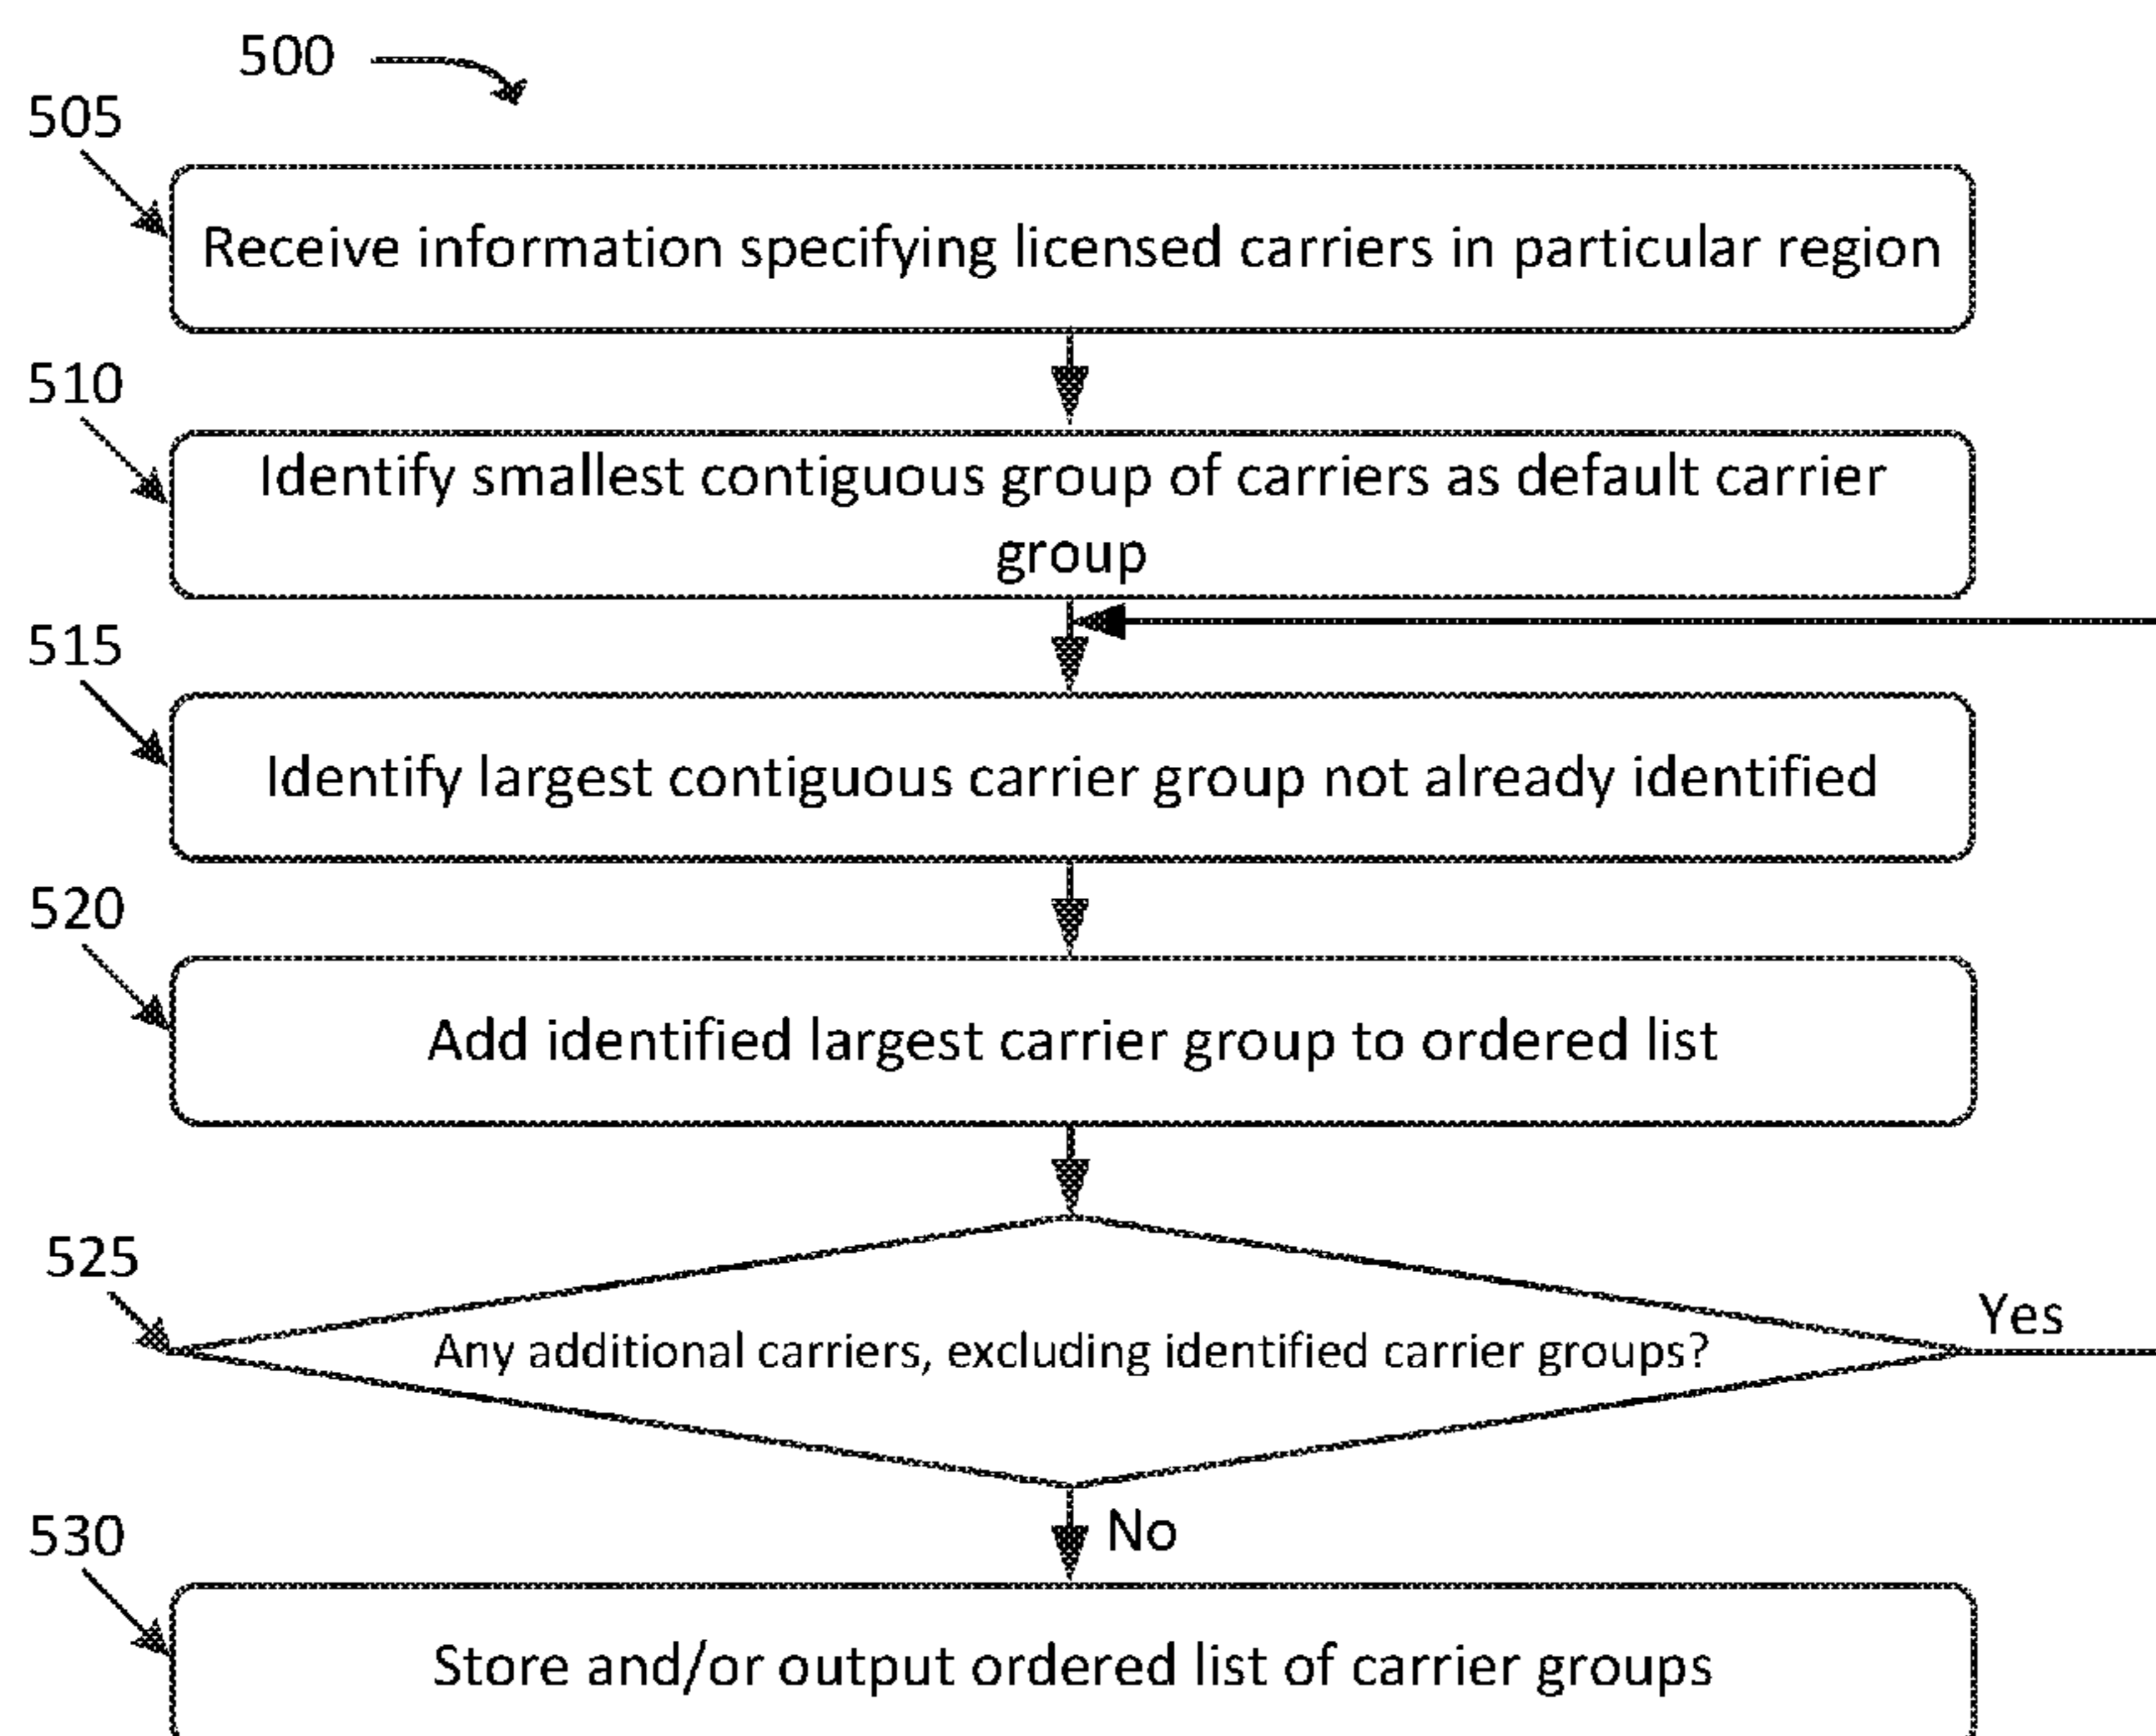 500
505
Receive information specifying licensed carriers in particular region
510
Identify smallest contiguous group of carriers as default carrier
group
515
Identify largest contiguous carrier group not already identified
520
Add identified largest carrier group to ordered list
525
Any additional carriers, excluding identified carrier groups?
Yes
No
530
Store and/or output ordered list of carrier groups